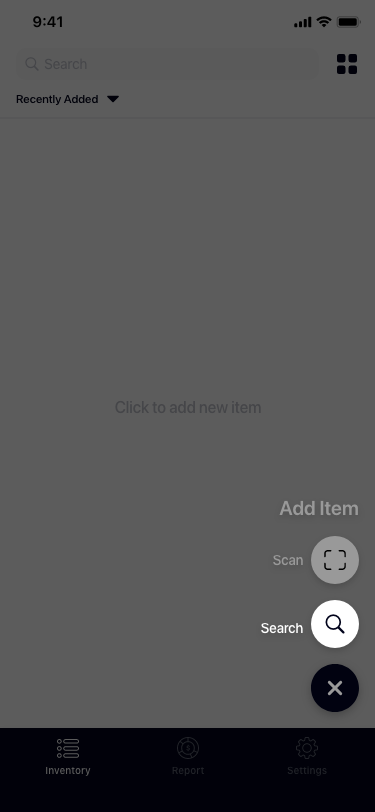 9:41
Search
Recently Added
Click to add new item
Add Item
Scan
Search
Inventory
Report
Settings